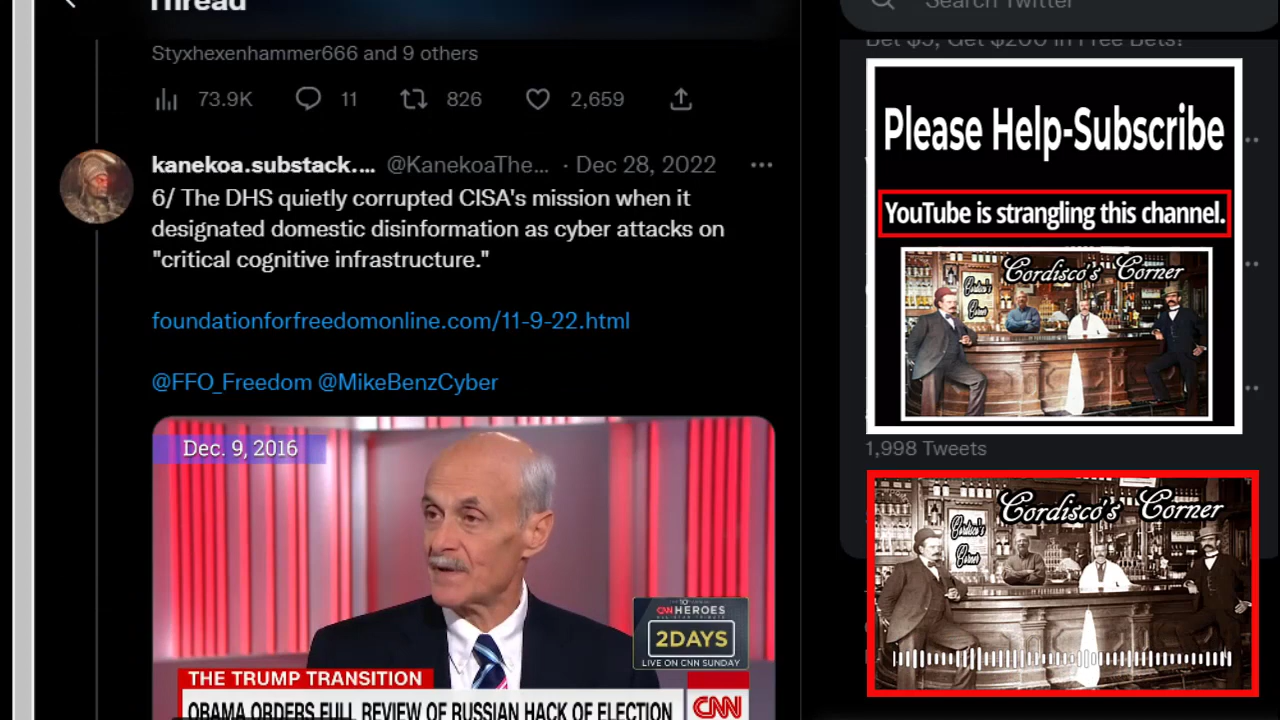 Thread
Search Twitter
Styxhexenhammer666 and 9 others
73.9K 11 826 2,659
kanekoa.substack.... @KanekoaThe... · Dec 28, 2022
6/ The DHS quietly corrupted CISA's mission when it
designated domestic disinformation as cyber attacks on
"critical cognitive infrastructure."
foundationforfreedomonline.com/11-9-22.html
@FFO_Freedom @MikeBenzCyber
Dec. 9, 2016
CNN HEROES
2DAYS
LIVE ON CNN SUNDAY
THE TRUMP TRANSITION
OBAMA ORDERS FULL REVIEW OF RUSSIAN HACK OF ELECTION
CNN
Bet $5, Get $200 in Free Bets!
Please Help-Subscribe
YouTube is strangling this channel.
Cordisco's Corner
Cordisco's
Corner
1,998 Tweets
Cordisco's Corner
Cordisco's
Corner